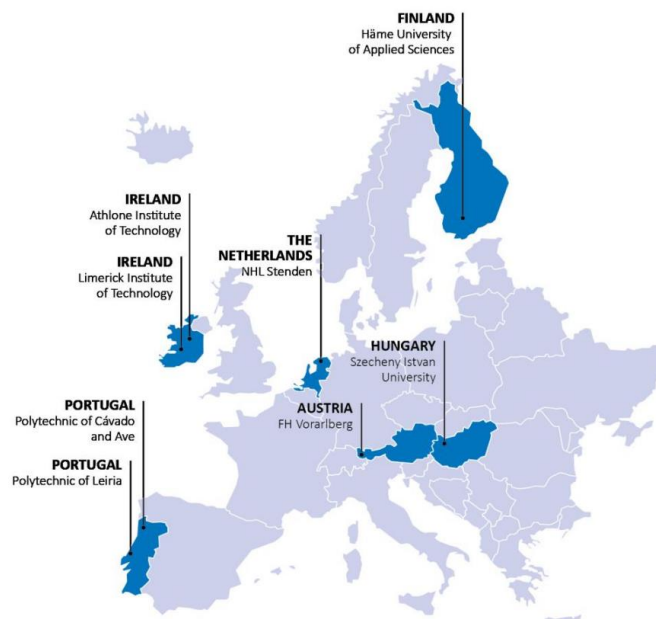 FINLAND
Häme University
of Applied Sciences
IRELAND
Athlone Institute
of Technology
THE
NETHERLANDS
NHL Stenden
IRELAND
Limerick Institute
of Technology
HUNGARY
Szecheny Istvan
University
PORTUGAL
Polytechnic of Cávado
and Ave
AUSTRIA
FH Vorarlberg
PORTUGAL
Polytechnic of Leiria